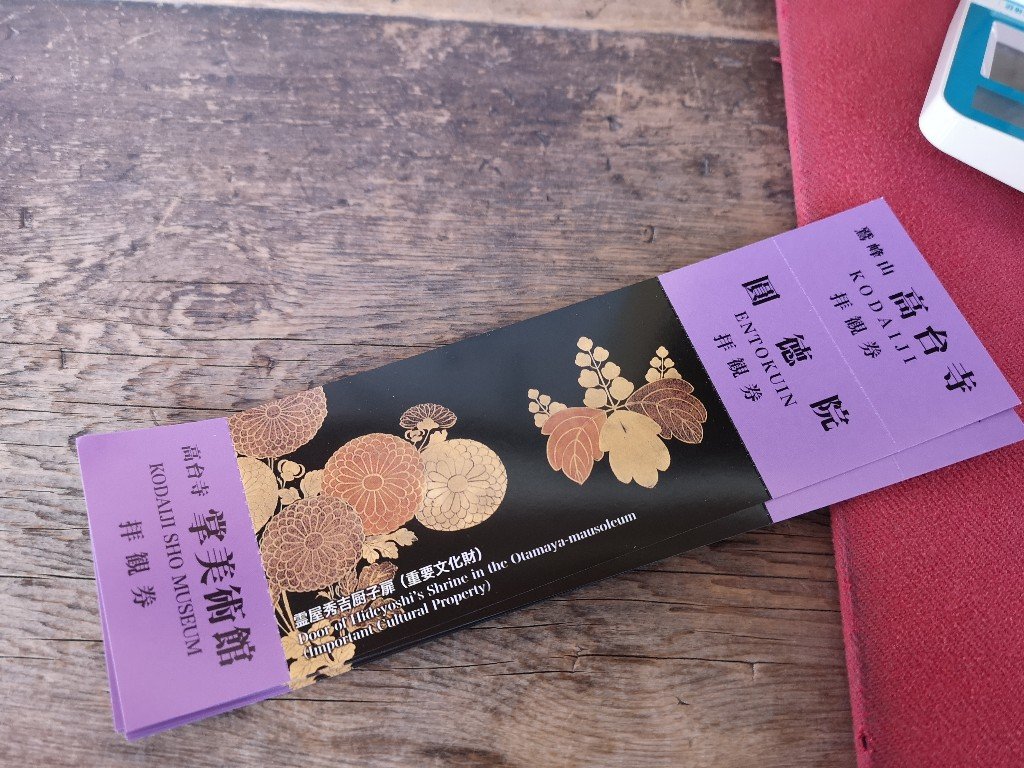 高台寺 掌美術館
KODAIJI SHO MUSEUM
拝観券
霊屋秀吉厨子扉（重要文化財）
Door of Hideyoshi's Shrine in the Otamaya-mausoleum
(Important Cultural Property)
圓徳院
ENTOKUIN
拝観券
鷲峰山 高台寺
KODAIJI
拝観券